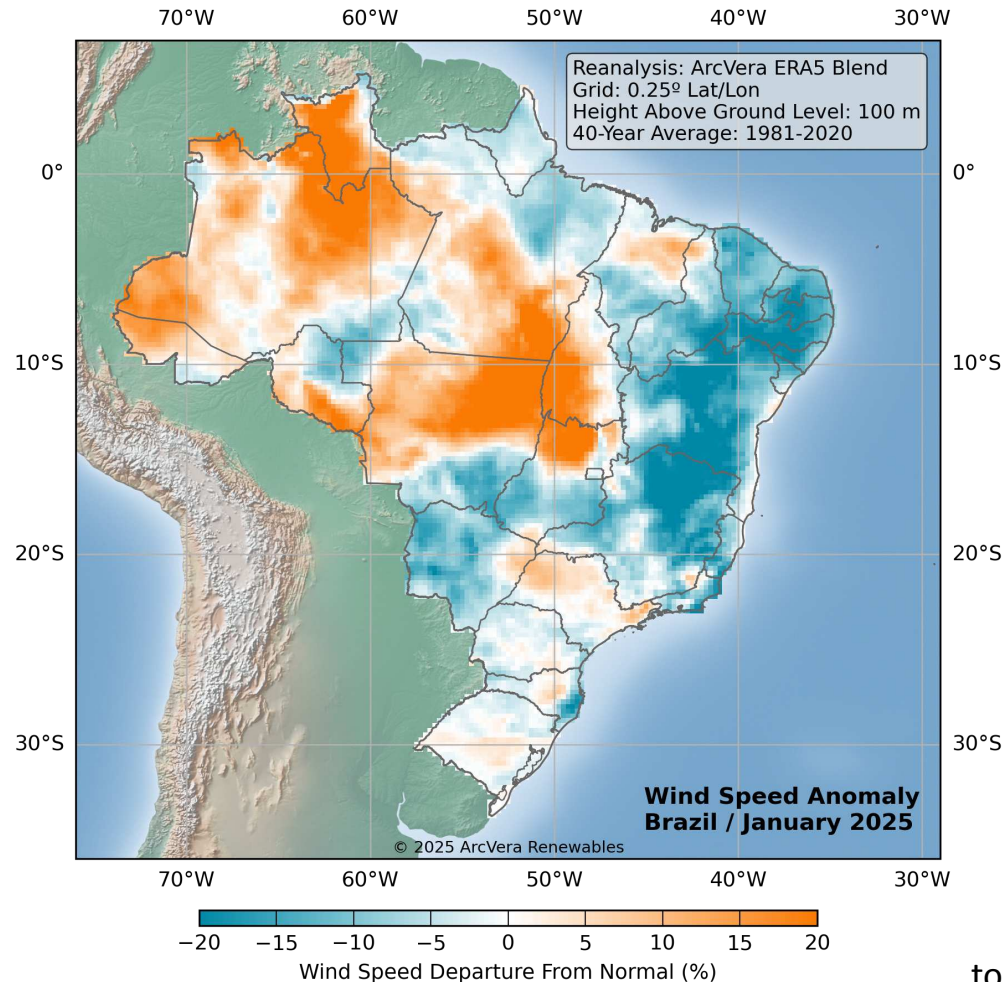 70°W 60°W 50°W 40°W 30°W
Reanalysis: ArcVera ERA5 Blend
Grid: 0.25º Lat/Lon
Height Above Ground Level: 100 m
40-Year Average: 1981-2020
0° 0°
10°S 10°S
20°S 20°S
30°S 30°S
Wind Speed Anomaly
Brazil / January 2025
© 2025 ArcVera Renewables
70°W 60°W 50°W 40°W 30°W
−20 −15 −10 −5 0 5 10 15 20
Wind Speed Departure From Normal (%)
to